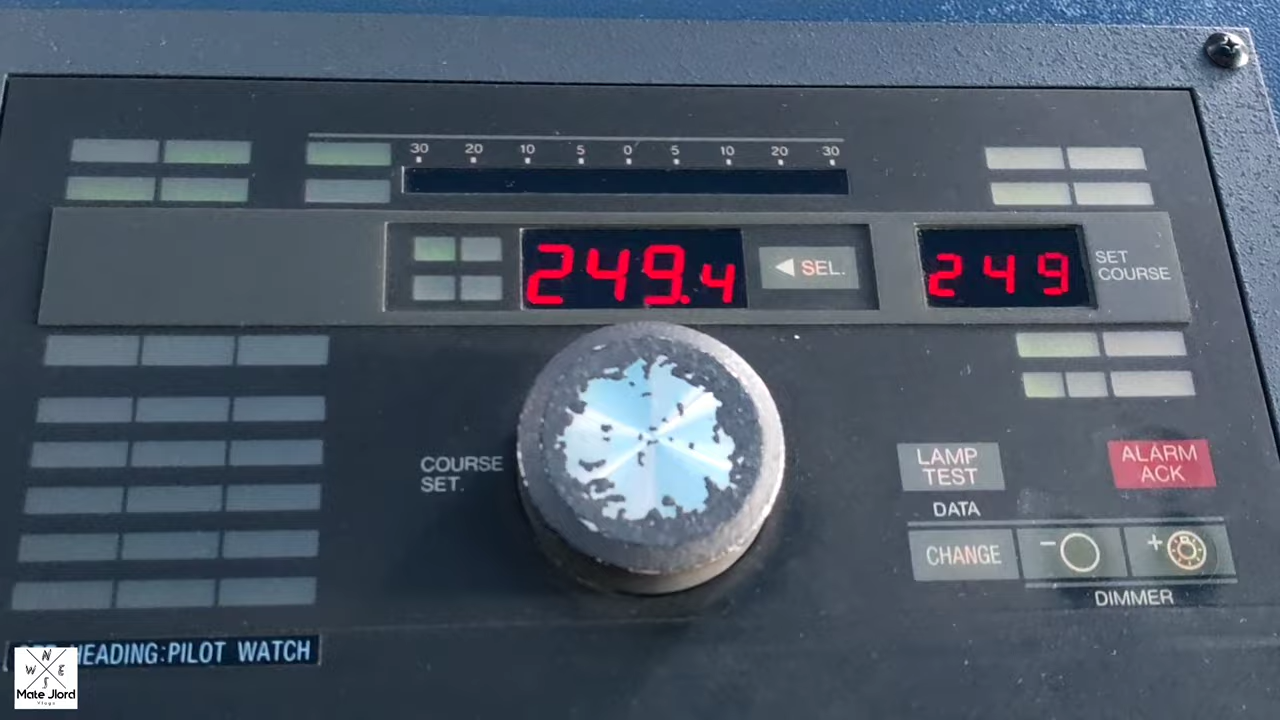 30 20 10 5 0 5 10 20 30
249.4
◀ SEL.
249
SET
COURSE
COURSE
SET.
LAMP
TEST
ALARM
ACK
DATA
CHANGE
− +
DIMMER
HEADING:PILOT WATCH
N
W E
S
Mate Jlord
Vlogs